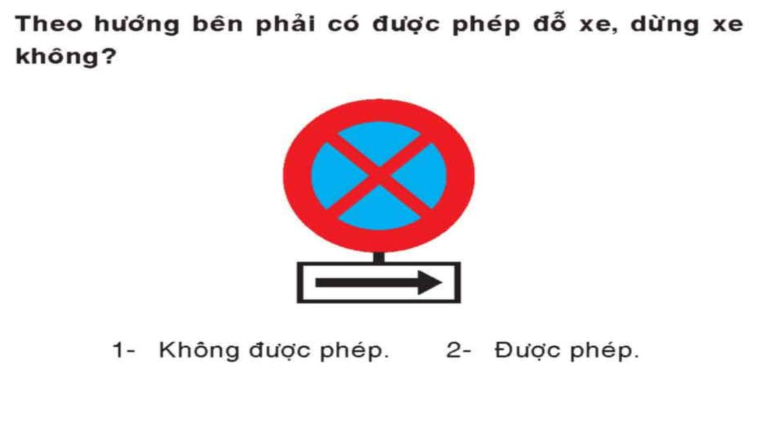 Theo hướng bên phải có được phép đỗ xe, dừng xe
không?
1- Không được phép. 2- Được phép.